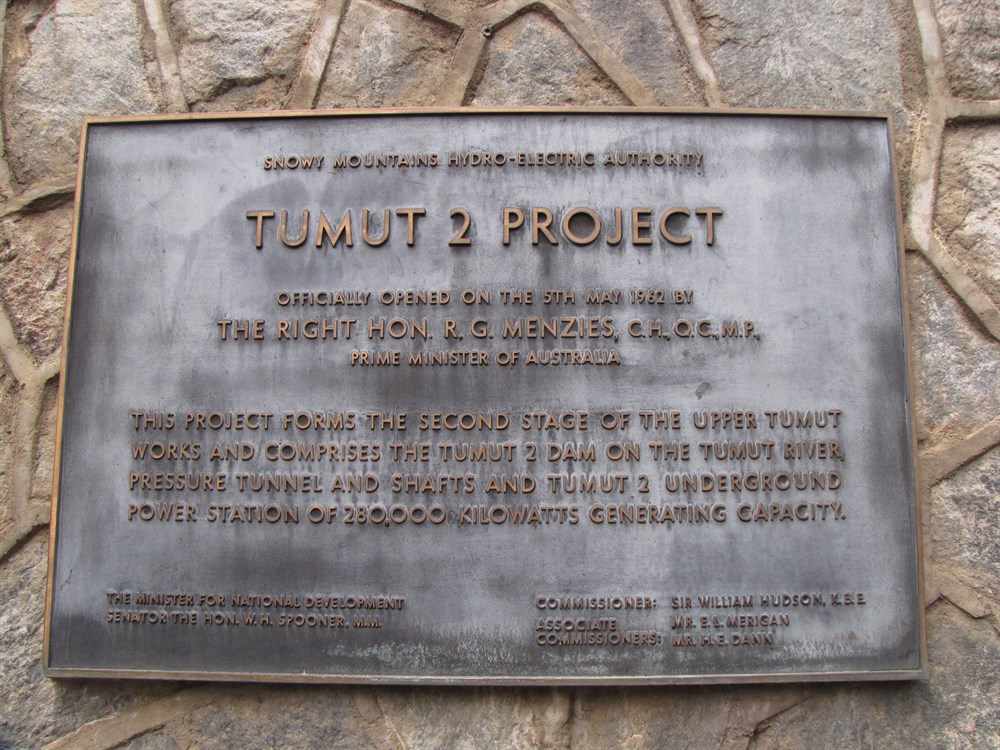 SNOWY MOUNTAINS HYDRO-ELECTRIC AUTHORITY
TUMUT 2 PROJECT
OFFICIALLY OPENED ON THE 5TH MAY 1962 BY
THE RIGHT HON. R. G. MENZIES, C.H., Q.C., M.P.,
PRIME MINISTER OF AUSTRALIA
THIS PROJECT FORMS THE SECOND STAGE OF THE UPPER TUMUT
WORKS AND COMPRISES THE TUMUT 2 DAM ON THE TUMUT RIVER,
PRESSURE TUNNEL AND SHAFTS AND TUMUT 2 UNDERGROUND
POWER STATION OF 280,000 KILOWATTS GENERATING CAPACITY.
THE MINISTER FOR NATIONAL DEVELOPMENT
SENATOR THE HON. W. H. SPOONER, M.M.
COMMISSIONER: SIR WILLIAM HUDSON, K.B.E.
ASSOCIATE MR. E. L. MERIGAN
COMMISSIONERS: MR. H. E. DANN